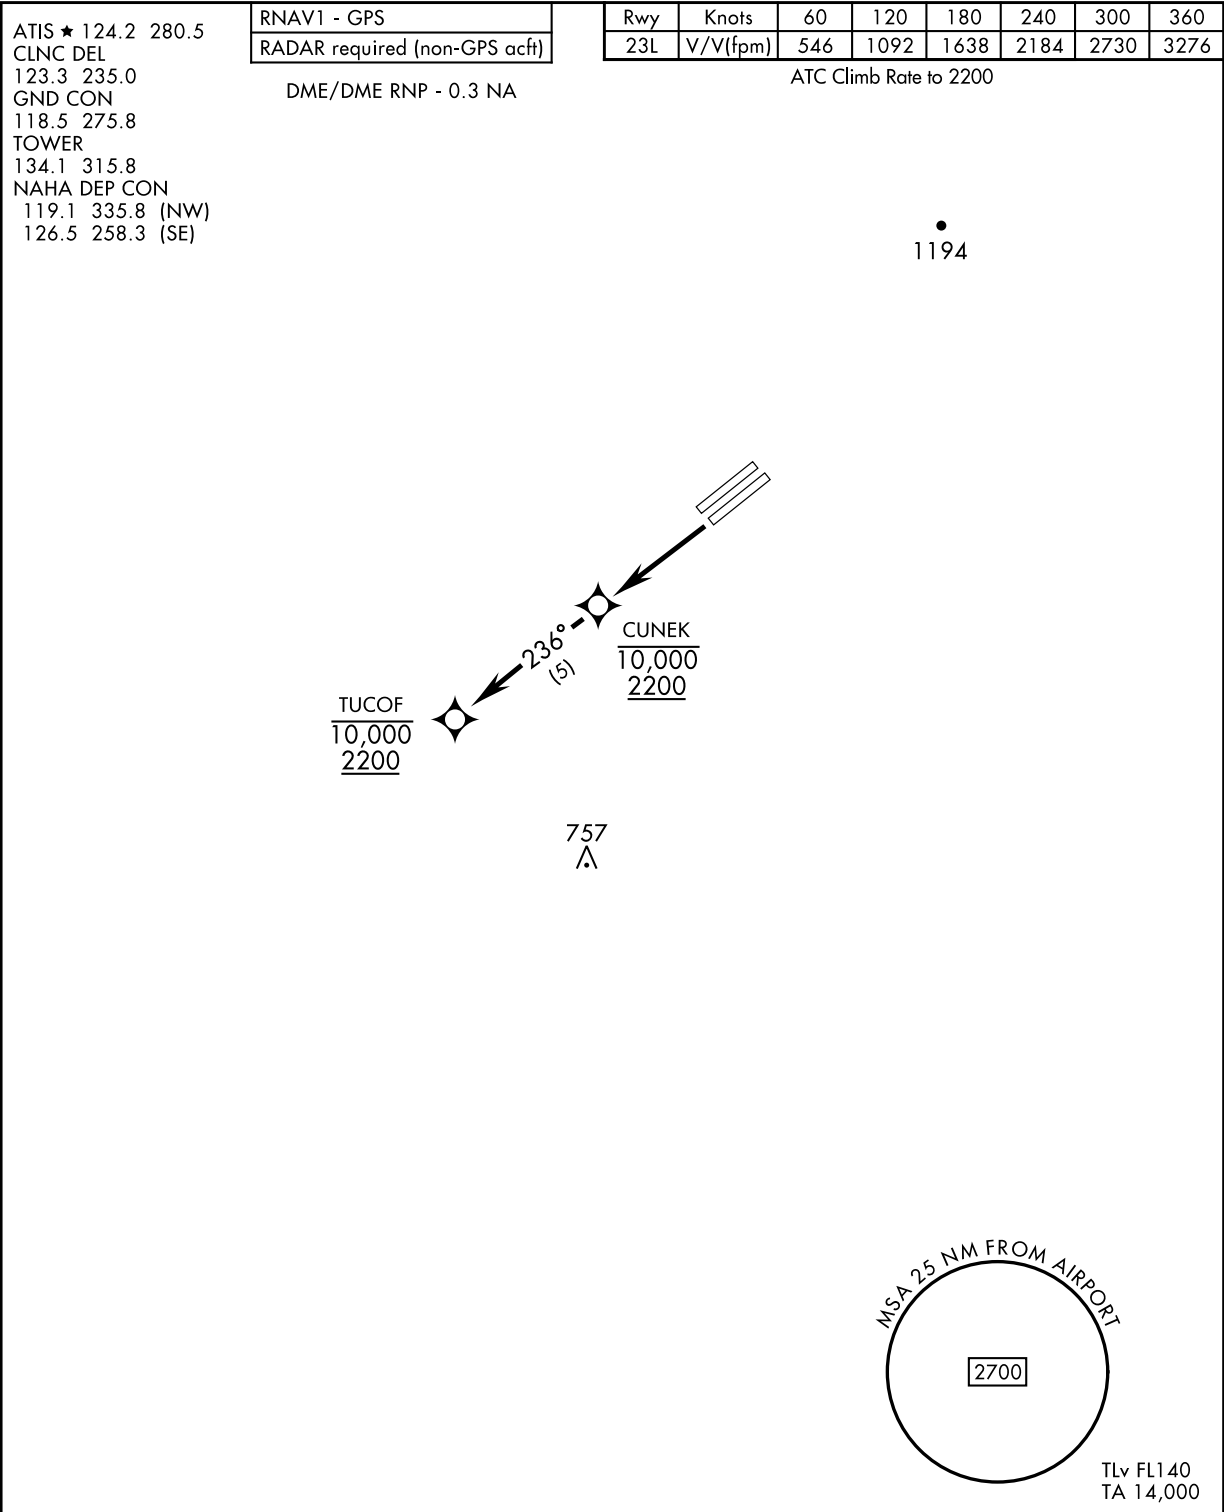 ATIS ★ 124.2 280.5
CLNC DEL
123.3 235.0
GND CON
118.5 275.8
TOWER
134.1 315.8
NAHA DEP CON
119.1 335.8 (NW)
126.5 258.3 (SE)
RNAV1 - GPS
RADAR required (non-GPS acft)
DME/DME RNP - 0.3 NA
Rwy Knots 60 120 180 240 300 360
23L V/V(fpm) 546 1092 1638 2184 2730 3276
ATC Climb Rate to 2200
1194
CUNEK
10,000
2200
236°
(5)
TUCOF
10,000
2200
757
MSA 25 NM FROM AIRPORT
2700
TLv FL140
TA 14,000